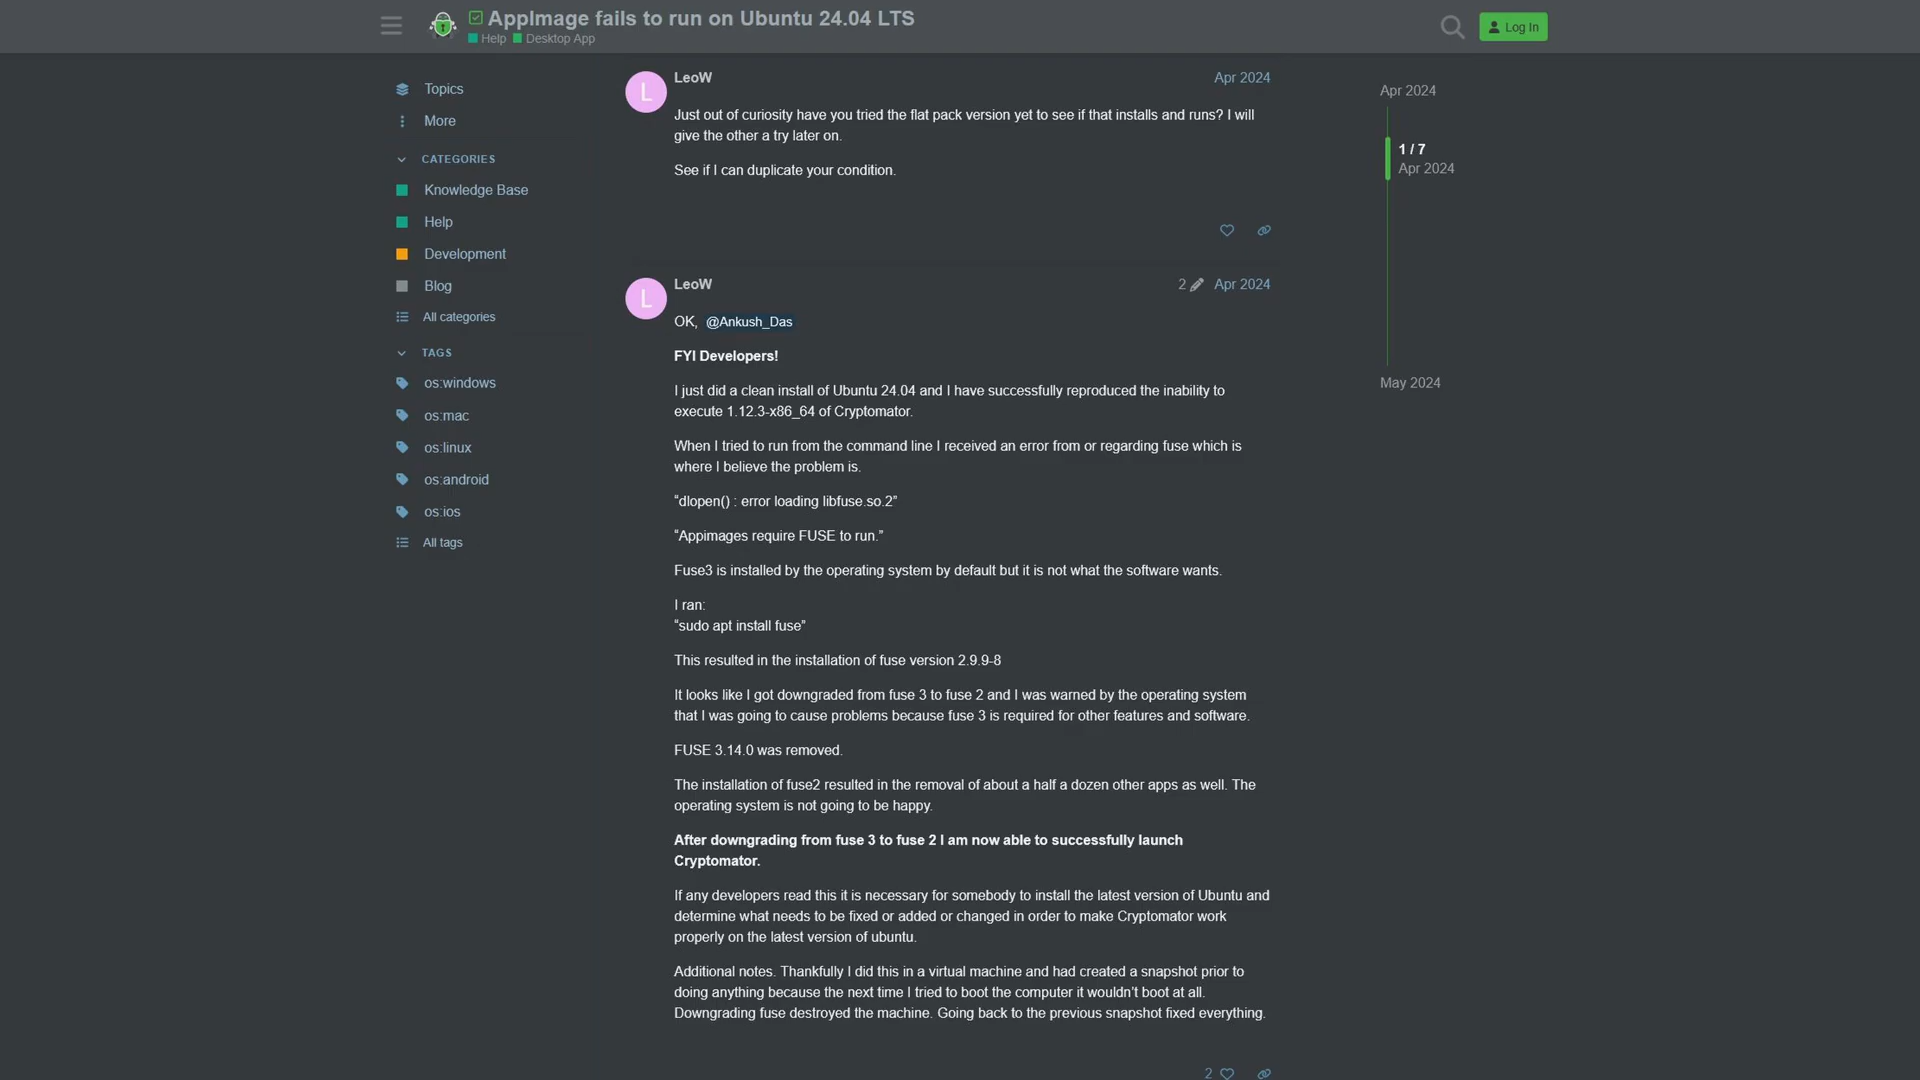 AppImage fails to run on Ubuntu 24.04 LTS
Help Desktop App
Log In
Topics
More
CATEGORIES
Knowledge Base
Help
Development
Blog
All categories
TAGS
os:windows
os:mac
os:linux
os:android
os:ios
All tags
L
LeoW
Apr 2024
Just out of curiosity have you tried the flat pack version yet to see if that installs and runs? I will
give the other a try later on.
See if I can duplicate your condition.
L
LeoW
2 Apr 2024
OK, @Ankush_Das
FYI Developers!
I just did a clean install of Ubuntu 24.04 and I have successfully reproduced the inability to
execute 1.12.3-x86_64 of Cryptomator.
When I tried to run from the command line I received an error from or regarding fuse which is
where I believe the problem is.
“dlopen() : error loading libfuse.so.2”
“Appimages require FUSE to run.”
Fuse3 is installed by the operating system by default but it is not what the software wants.
I ran:
“sudo apt install fuse”
This resulted in the installation of fuse version 2.9.9-8
It looks like I got downgraded from fuse 3 to fuse 2 and I was warned by the operating system
that I was going to cause problems because fuse 3 is required for other features and software.
FUSE 3.14.0 was removed.
The installation of fuse2 resulted in the removal of about a half a dozen other apps as well. The
operating system is not going to be happy.
After downgrading from fuse 3 to fuse 2 I am now able to successfully launch
Cryptomator.
If any developers read this it is necessary for somebody to install the latest version of Ubuntu and
determine what needs to be fixed or added or changed in order to make Cryptomator work
properly on the latest version of ubuntu.
Additional notes. Thankfully I did this in a virtual machine and had created a snapshot prior to
doing anything because the next time I tried to boot the computer it wouldn’t boot at all.
Downgrading fuse destroyed the machine. Going back to the previous snapshot fixed everything.
2
Apr 2024
1 / 7
Apr 2024
May 2024